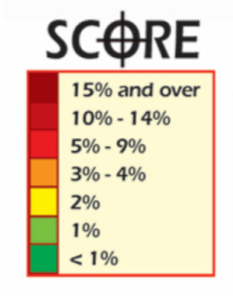 SCORE
15% and over
10% - 14%
5% - 9%
3% - 4%
2%
1%
< 1%